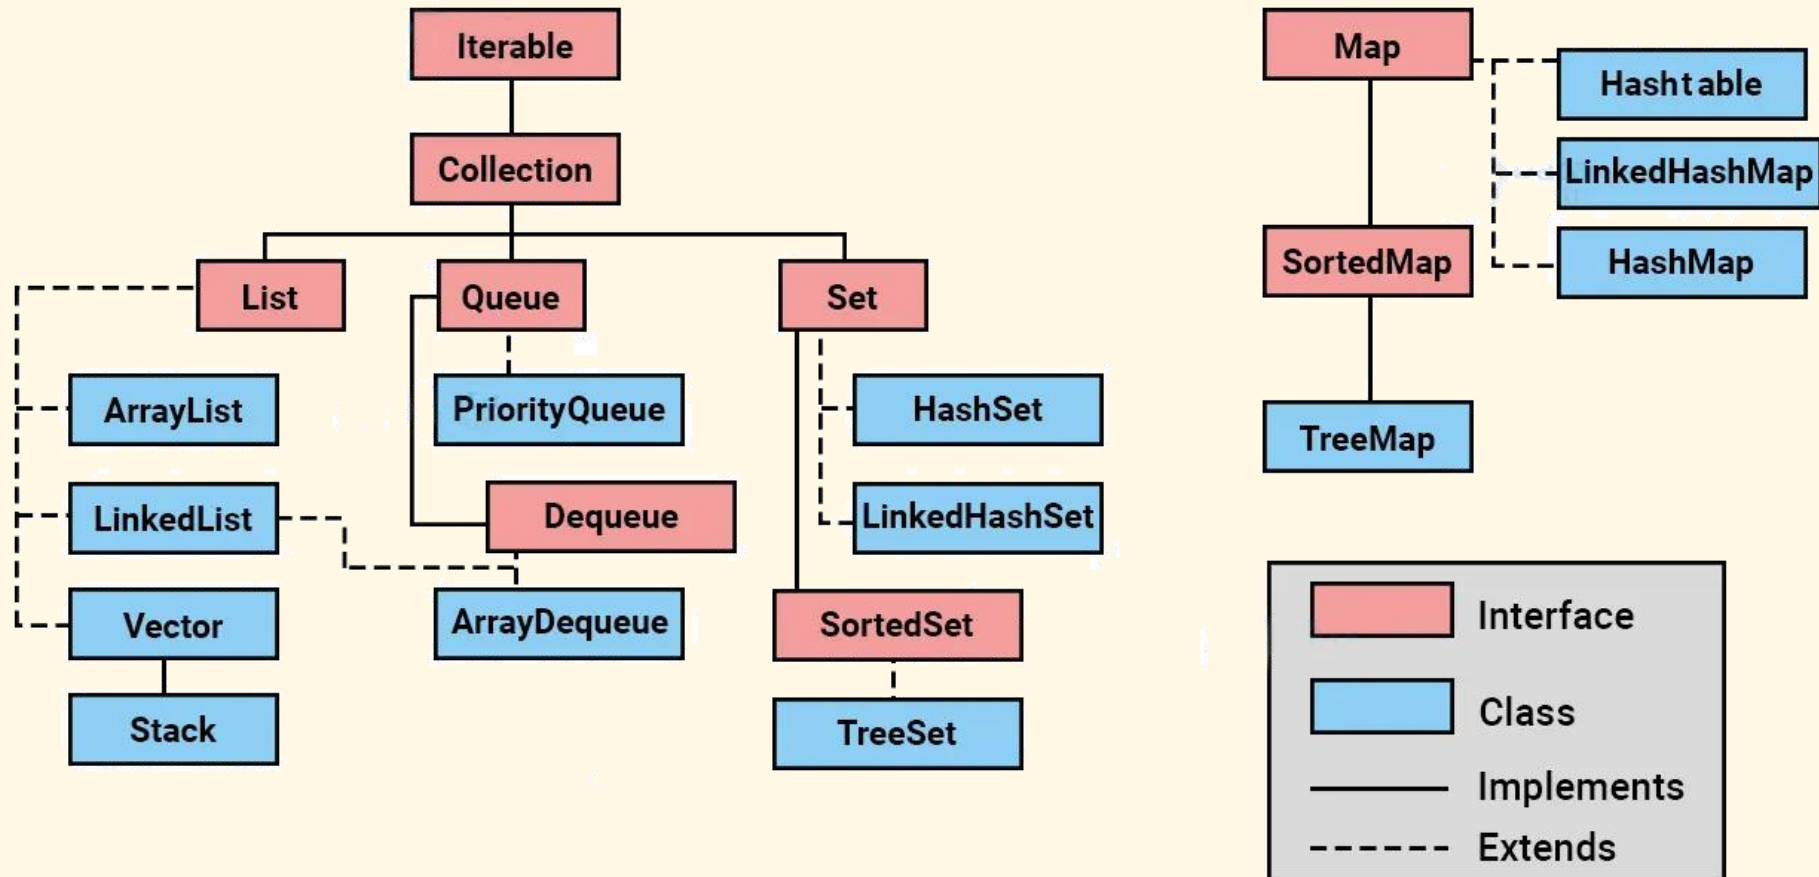 Iterable
Map
Hashtable
Collection
LinkedHashMap
SortedMap
HashMap
List
Queue
Set
ArrayList
PriorityQueue
HashSet
TreeMap
LinkedList
Dequeue
LinkedHashSet
Vector
ArrayDequeue
SortedSet
Interface
Stack
TreeSet
Class
Implements
Extends